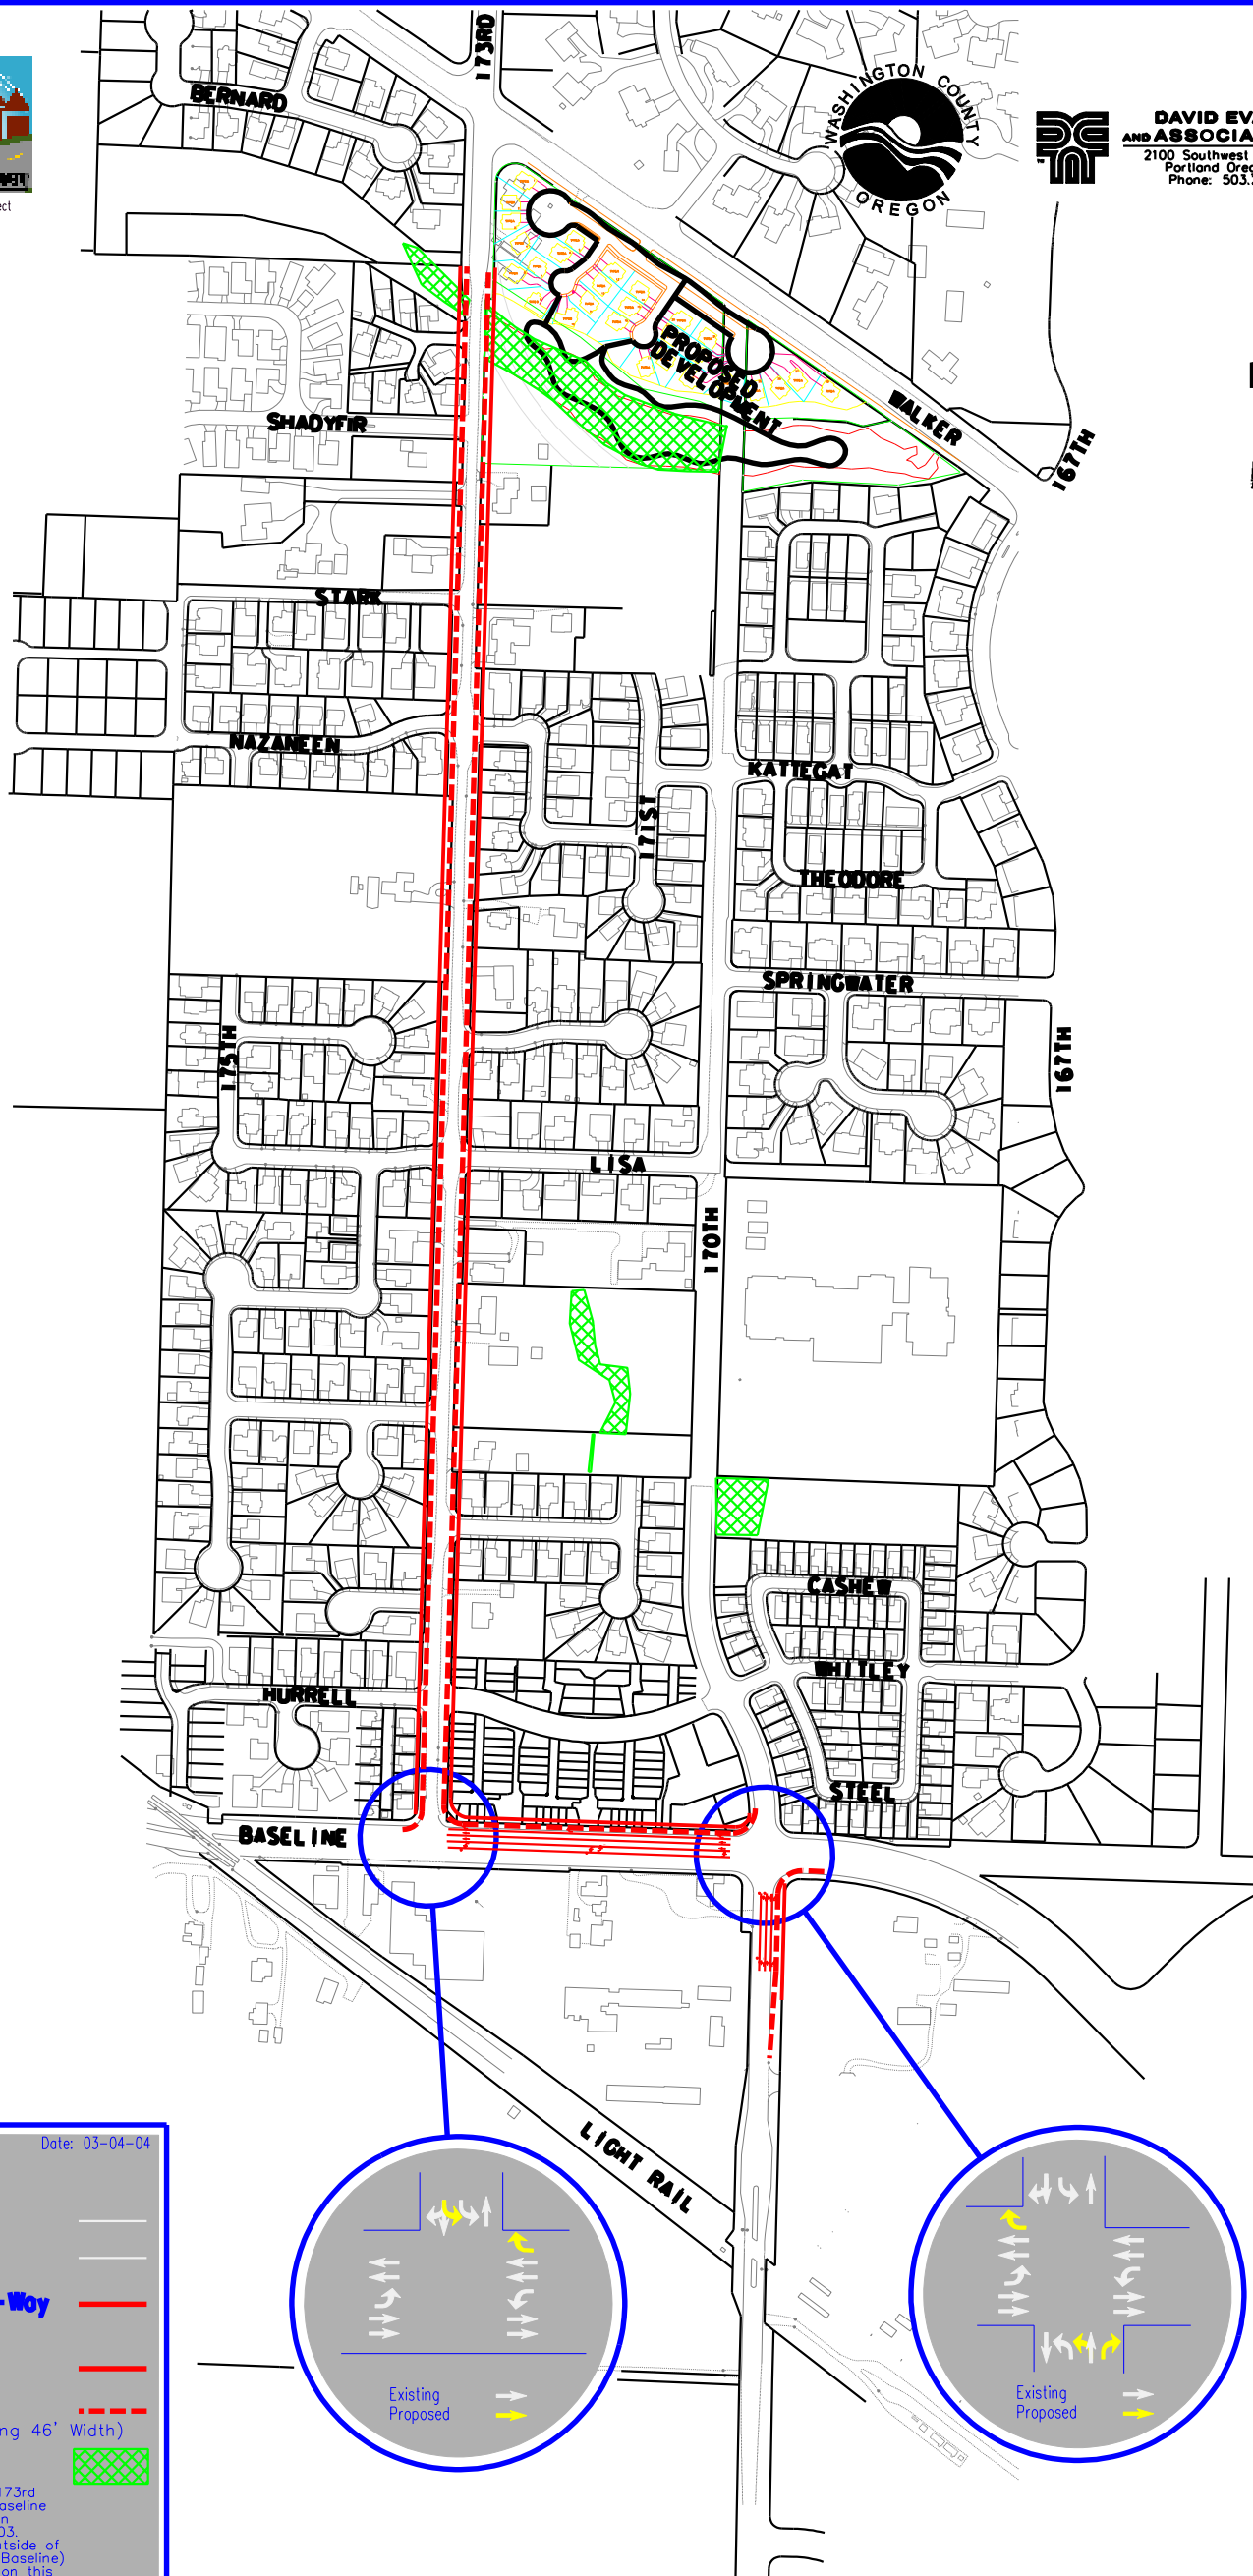 173RD
BERNARD
WASHINGTON COUNTY
OREGON
DAVID EV
AND ASSOCIA
2100 Southwest
Portland Ore
Phone: 503.
ect
PROPOSED
DEVELOPMENT
WALKER
167TH
SHADYFIR
STARK
NAZANEEN
KATTEGAT
171ST
THEODORE
SPRINGWATER
175TH
167TH
LISA
170TH
CASHEW
WHITLEY
HURRELL
STEEL
BASELINE
LIGHT RAIL
Date: 03-04-04
-Way
ng 46' Width)
173rd
aseline
n
03.
tside of
Baseline)
on this
Existing
Proposed
Existing
Proposed